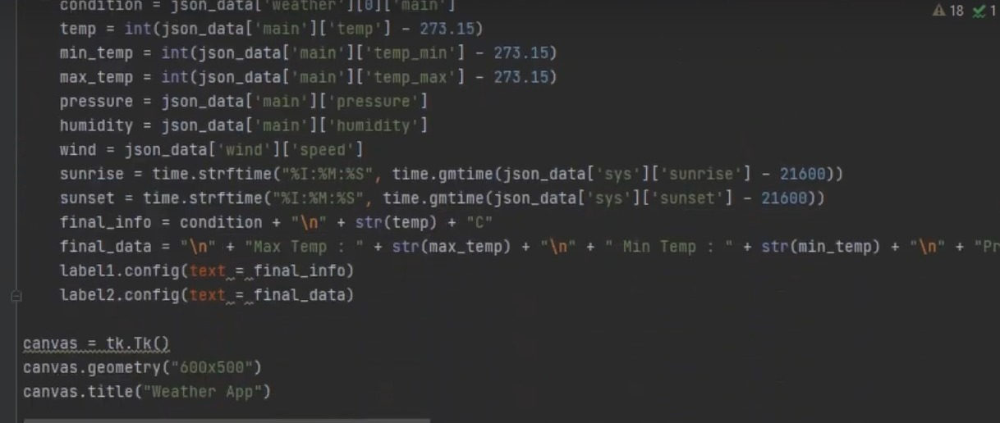 condition = json_data['weather'][0]['main']
temp = int(json_data['main']['temp'] - 273.15)
min_temp = int(json_data['main']['temp_min'] - 273.15)
max_temp = int(json_data['main']['temp_max'] - 273.15)
pressure = json_data['main']['pressure']
humidity = json_data['main']['humidity']
wind = json_data['wind']['speed']
sunrise = time.strftime("%I:%M:%S", time.gmtime(json_data['sys']['sunrise'] - 21600))
sunset = time.strftime("%I:%M:%S", time.gmtime(json_data['sys']['sunset'] - 21600))
final_info = condition + "\n" + str(temp) + "C"
final_data = "\n" + "Max Temp : " + str(max_temp) + "\n" + " Min Temp : " + str(min_temp) + "\n" + "Pr
label1.config(text = final_info)
label2.config(text = final_data)
canvas = tk.Tk()
canvas.geometry("600x500")
canvas.title("Weather App")
18 1